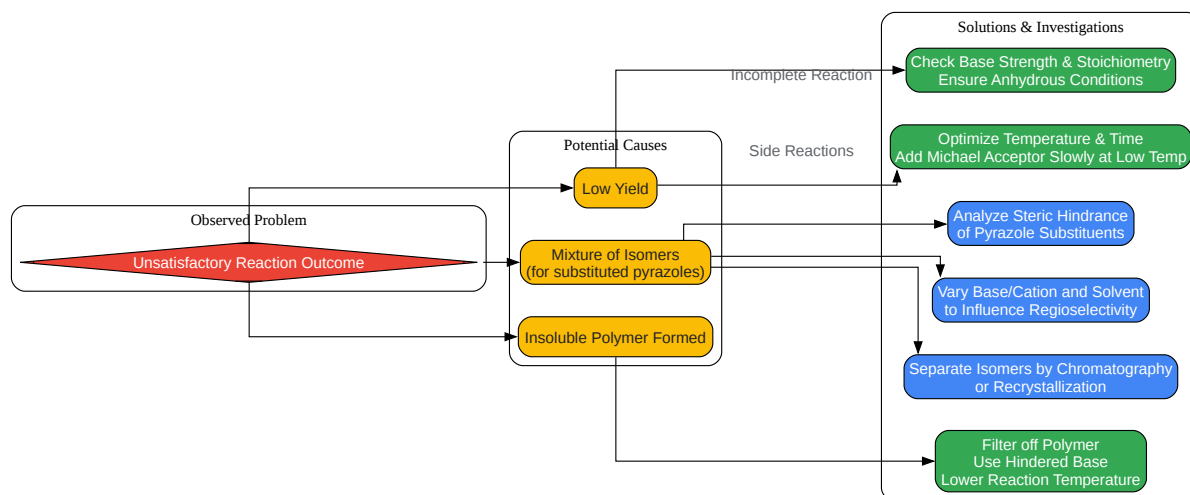 Observed Problem
Unsatisfactory Reaction Outcome
Potential Causes
Low Yield
Mixture of Isomers
(for substituted pyrazoles)
Insoluble Polymer Formed
Incomplete Reaction
Side Reactions
Solutions & Investigations
Check Base Strength & Stoichiometry
Ensure Anhydrous Conditions
Optimize Temperature & Time
Add Michael Acceptor Slowly at Low Temp
Analyze Steric Hindrance
of Pyrazole Substituents
Vary Base/Cation and Solvent
to Influence Regioselectivity
Separate Isomers by Chromatography
or Recrystallization
Filter off Polymer
Use Hindered Base
Lower Reaction Temperature